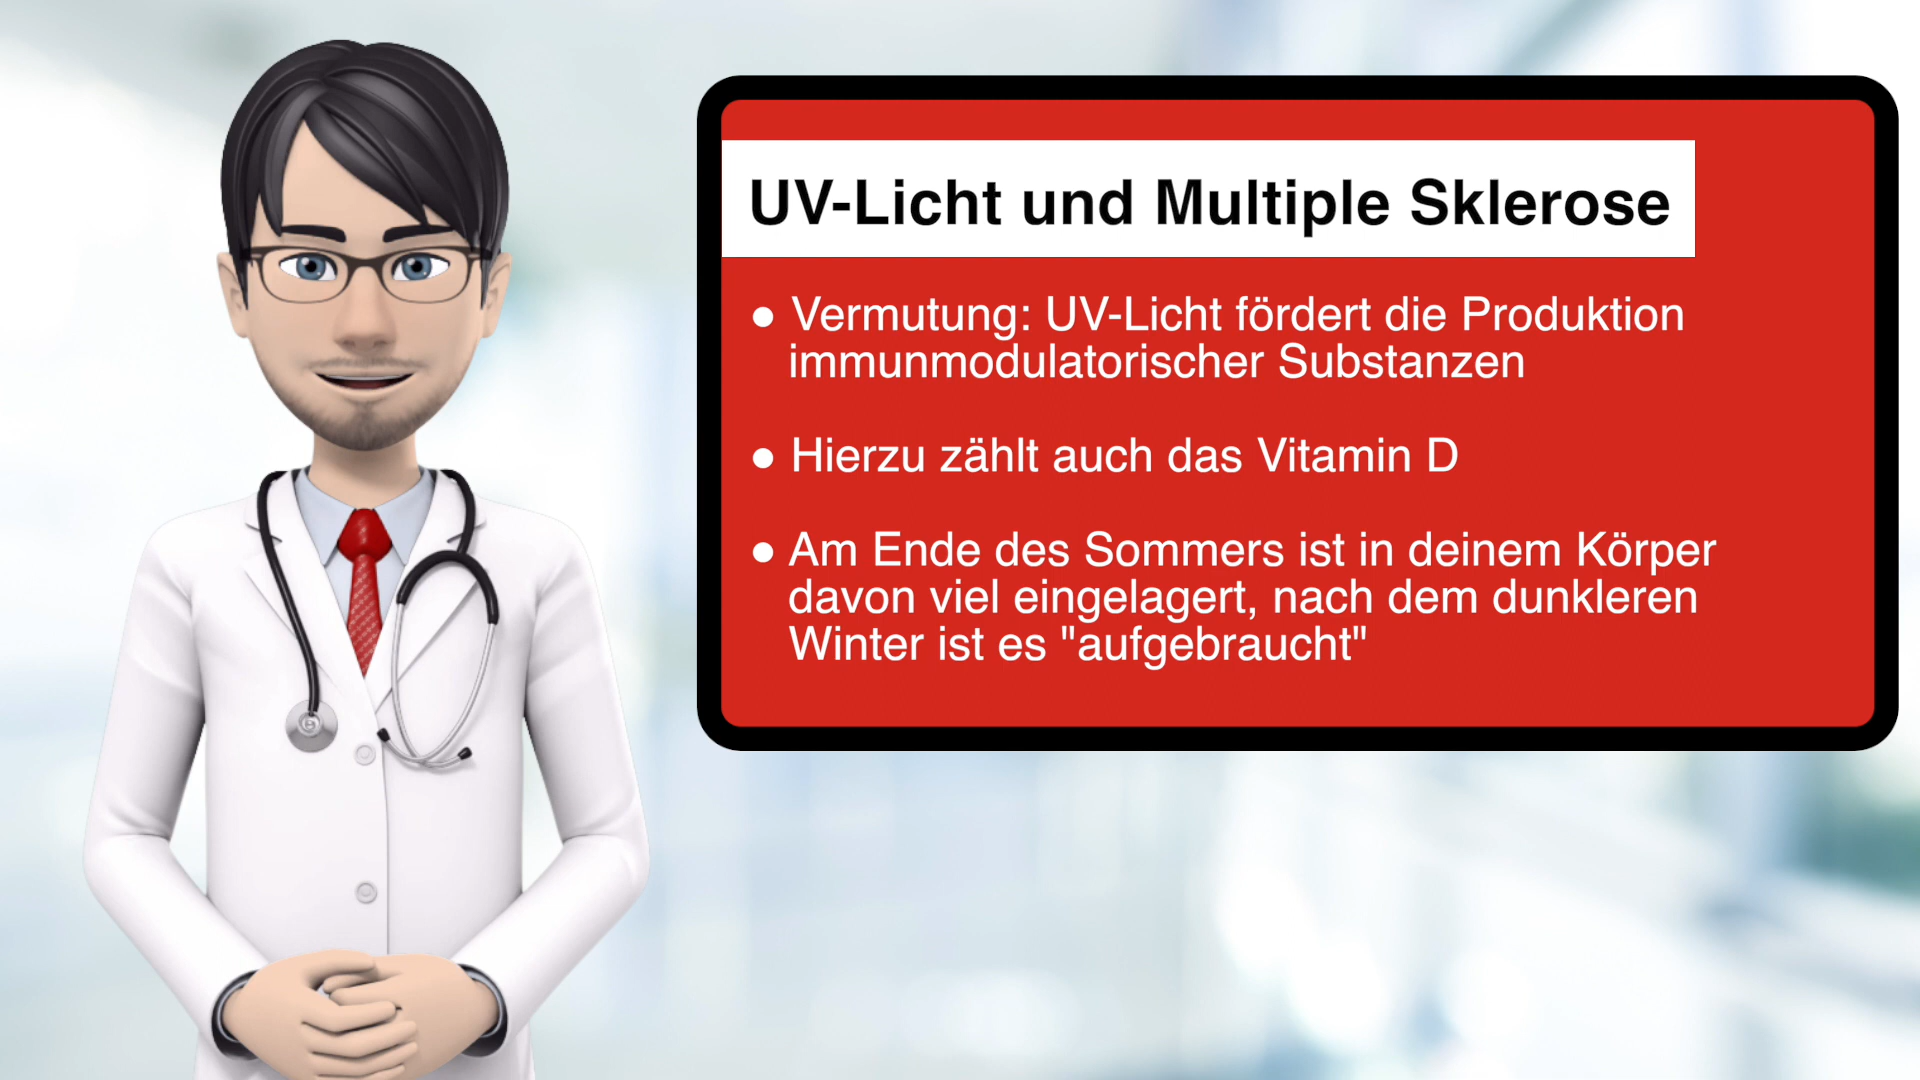 UV-Licht und Multiple Sklerose
● Vermutung: UV-Licht fördert die Produktion
immunmodulatorischer Substanzen
● Hierzu zählt auch das Vitamin D
● Am Ende des Sommers ist in deinem Körper
davon viel eingelagert, nach dem dunkleren
Winter ist es "aufgebraucht"